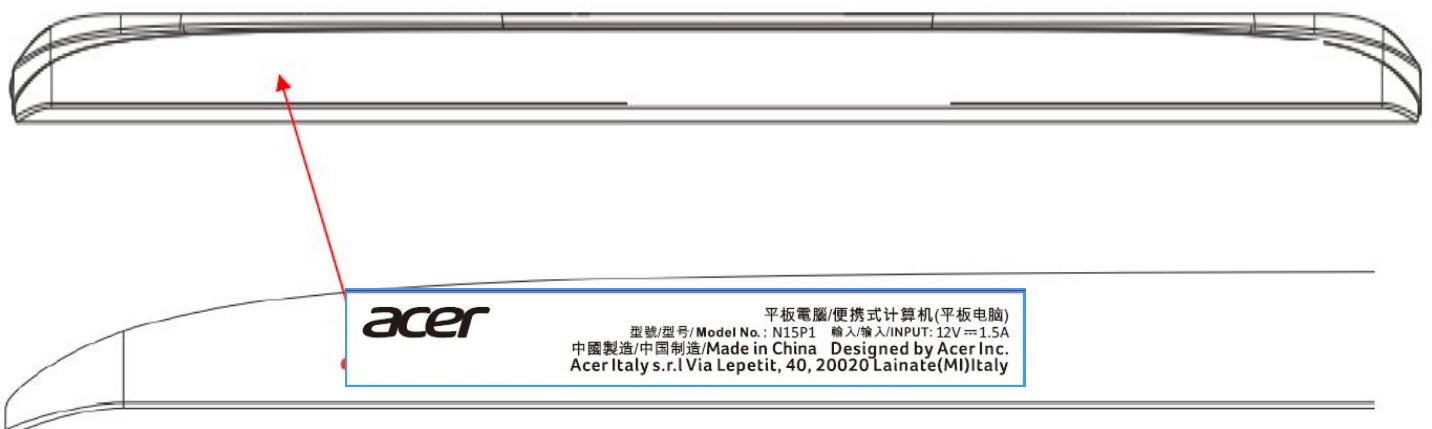 acer
平板電腦/便携式计算机(平板电脑)
型號/型号/Model No.: N15P1 輸入/输入/INPUT: 12V⎓1.5A
中國製造/中国制造/Made in China Designed by Acer Inc.
Acer Italy s.r.l Via Lepetit, 40, 20020 Lainate(MI)Italy